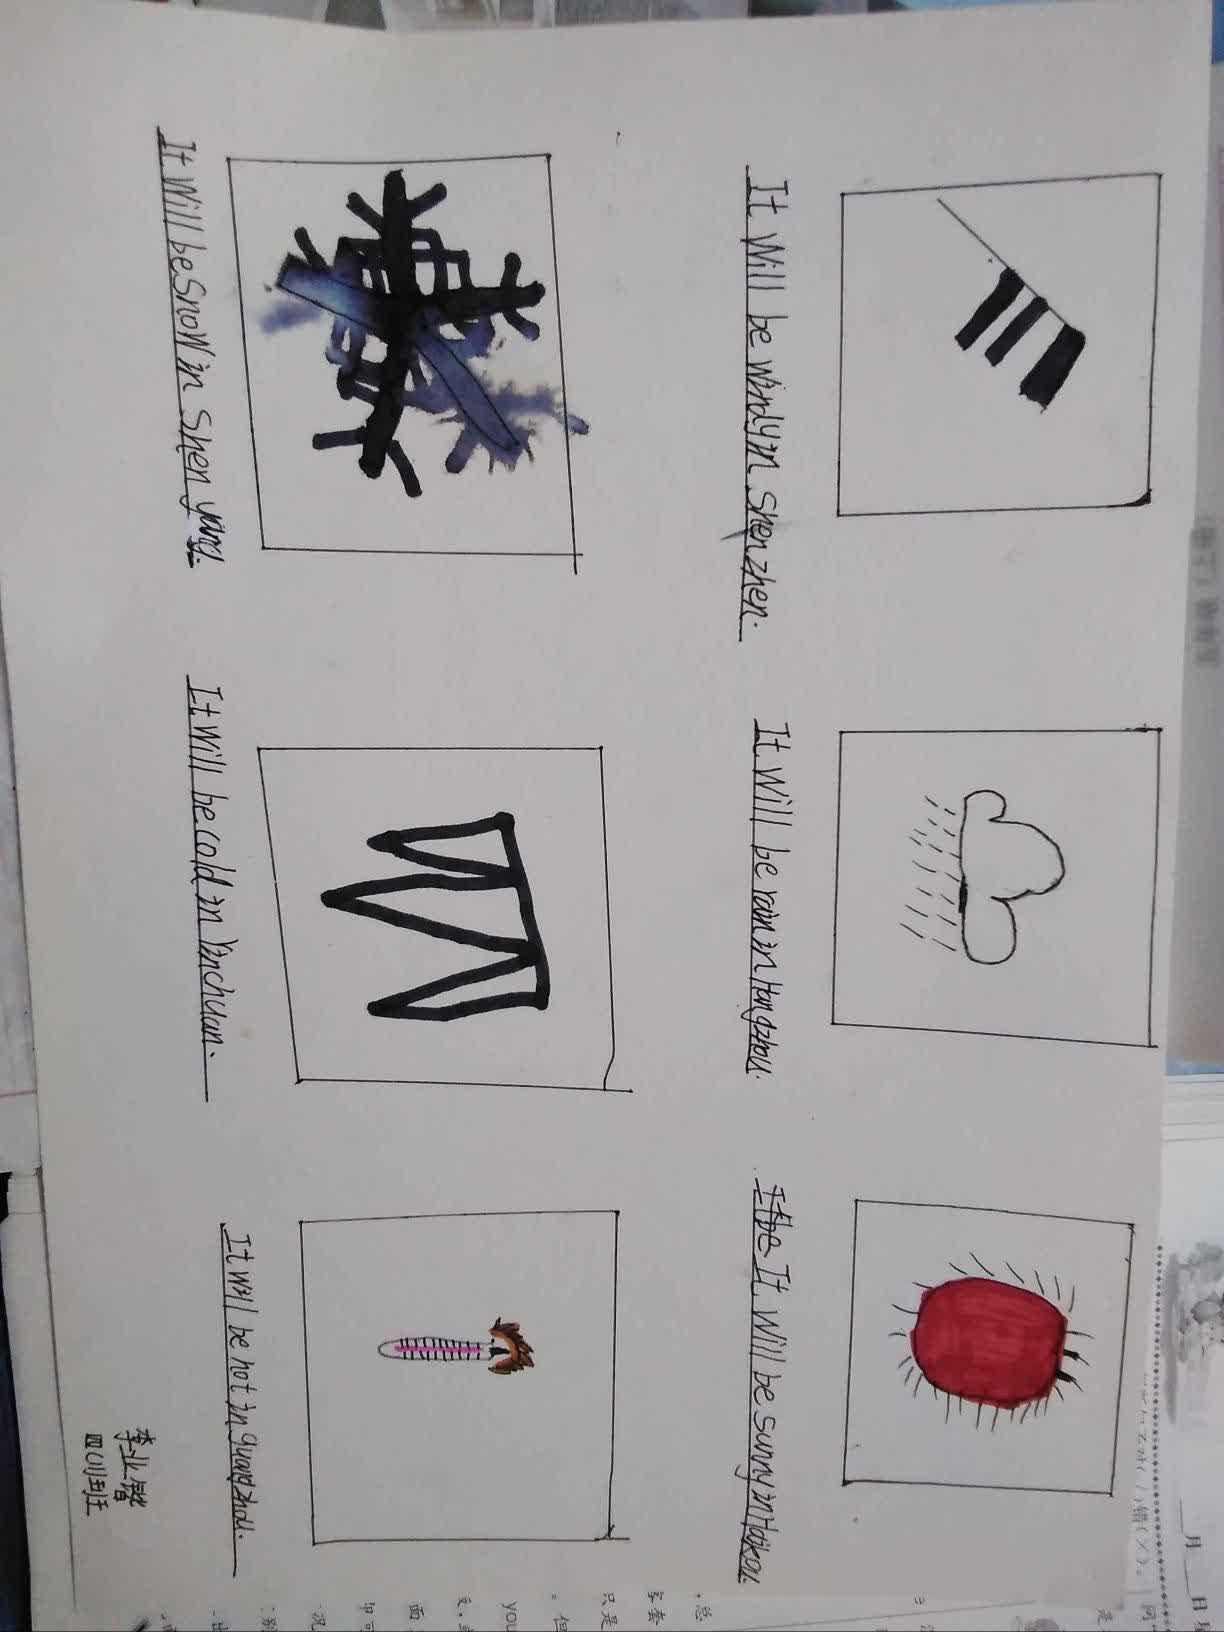 It Will be windy in Shenzhen.
It Will be rain in Hangzhou.
It be It Will be sunny in Haikou.
It Will be Snow in Shen yang.
It Will be cold in Yinchuan.
It will be hot in guangzhou.
四(1)班